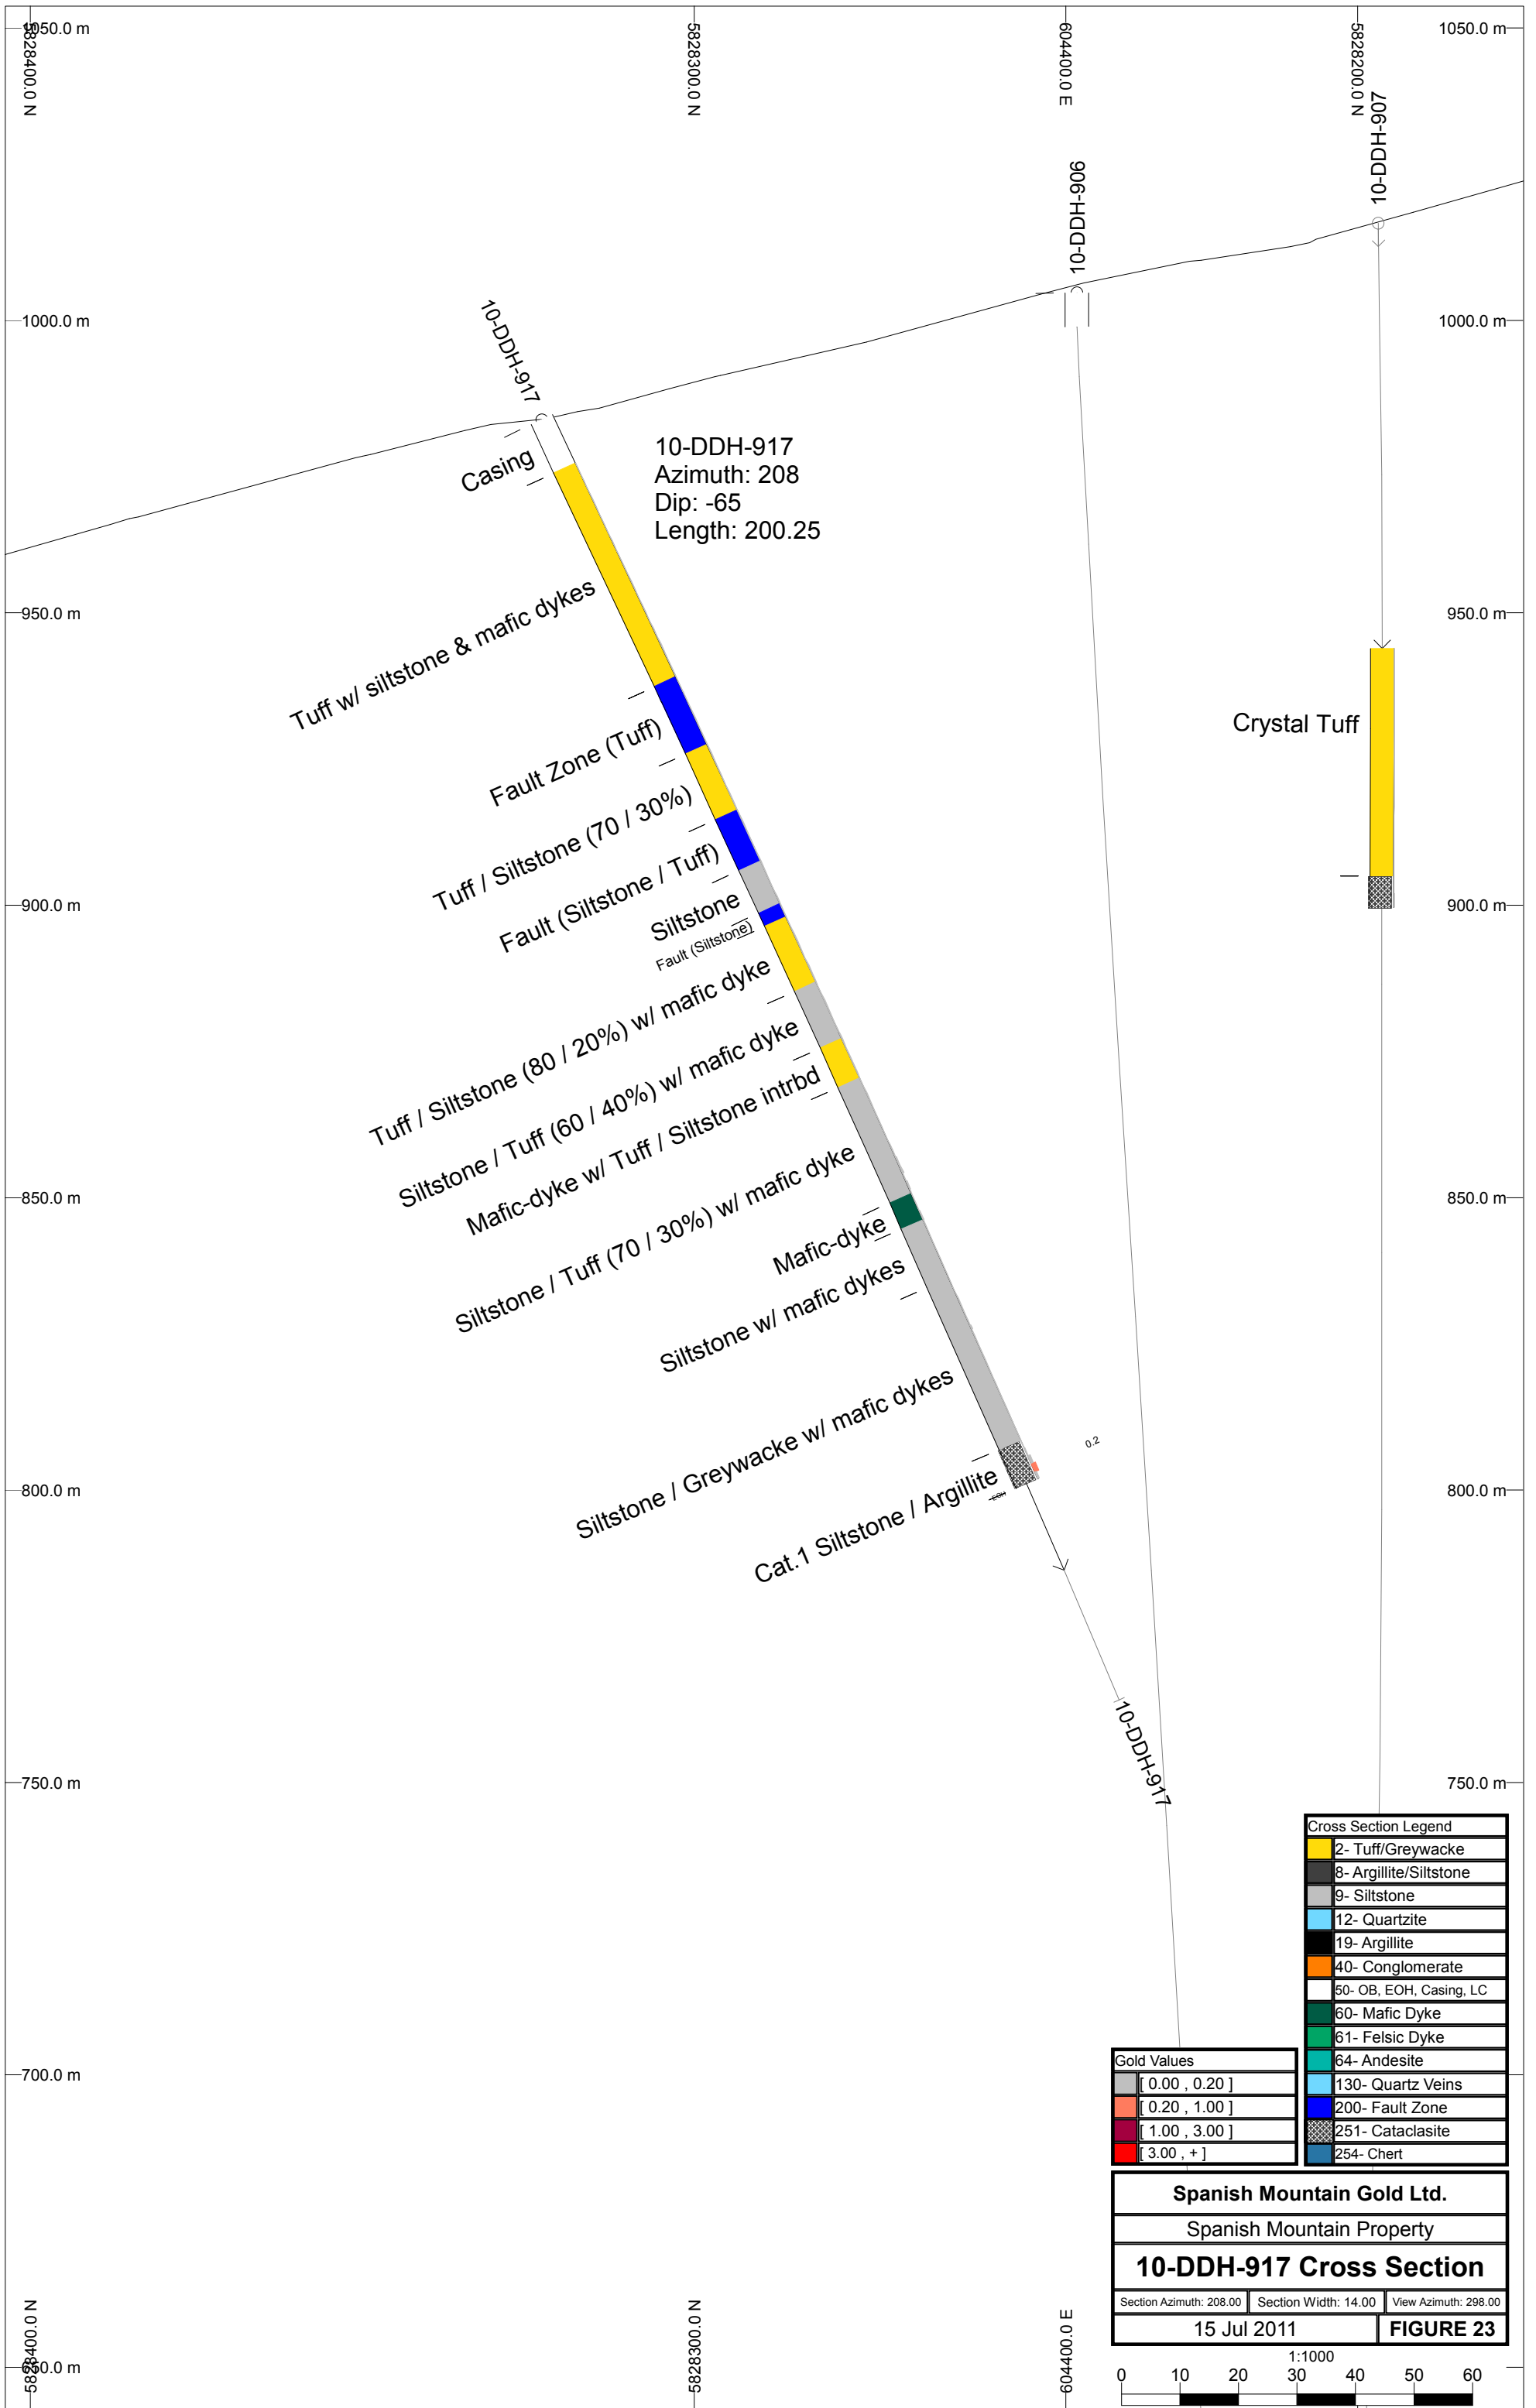 1050.0 m
5828400.0 N
5828300.0 N
604400.0 E
5828200.0 N
1050.0 m
10-DDH-907
10-DDH-906
1000.0 m
1000.0 m
10-DDH-917
10-DDH-917
Azimuth: 208
Dip: -65
Length: 200.25
Casing
950.0 m
950.0 m
Tuff w/ siltstone & mafic dykes
Crystal Tuff
Fault Zone (Tuff)
Tuff / Siltstone (70 / 30%)
Fault (Siltstone / Tuff)
900.0 m
900.0 m
Siltstone
Fault (Siltstone)
Tuff / Siltstone (80 / 20%) w/ mafic dyke
Siltstone / Tuff (60 / 40%) w/ mafic dyke
Mafic-dyke w/ Tuff / Siltstone intrbd
850.0 m
850.0 m
Siltstone / Tuff (70 / 30%) w/ mafic dyke
Mafic-dyke
Siltstone w/ mafic dykes
Siltstone / Greywacke w/ mafic dykes
0.2
800.0 m
800.0 m
Cat.1 Siltstone / Argillite
EOH
10-DDH-917
750.0 m
750.0 m
Cross Section Legend
2- Tuff/Greywacke
8- Argillite/Siltstone
9- Siltstone
12- Quartzite
19- Argillite
40- Conglomerate
50- OB, EOH, Casing, LC
60- Mafic Dyke
61- Felsic Dyke
64- Andesite
130- Quartz Veins
200- Fault Zone
251- Cataclasite
254- Chert
700.0 m
Gold Values
[ 0.00 , 0.20 ]
[ 0.20 , 1.00 ]
[ 1.00 , 3.00 ]
[ 3.00 , + ]
Spanish Mountain Gold Ltd.
Spanish Mountain Property
10-DDH-917 Cross Section
Section Azimuth: 208.00 Section Width: 14.00 View Azimuth: 298.00
15 Jul 2011 FIGURE 23
650.0 m
5828400.0 N
5828300.0 N
604400.0 E
1:1000
0 10 20 30 40 50 60